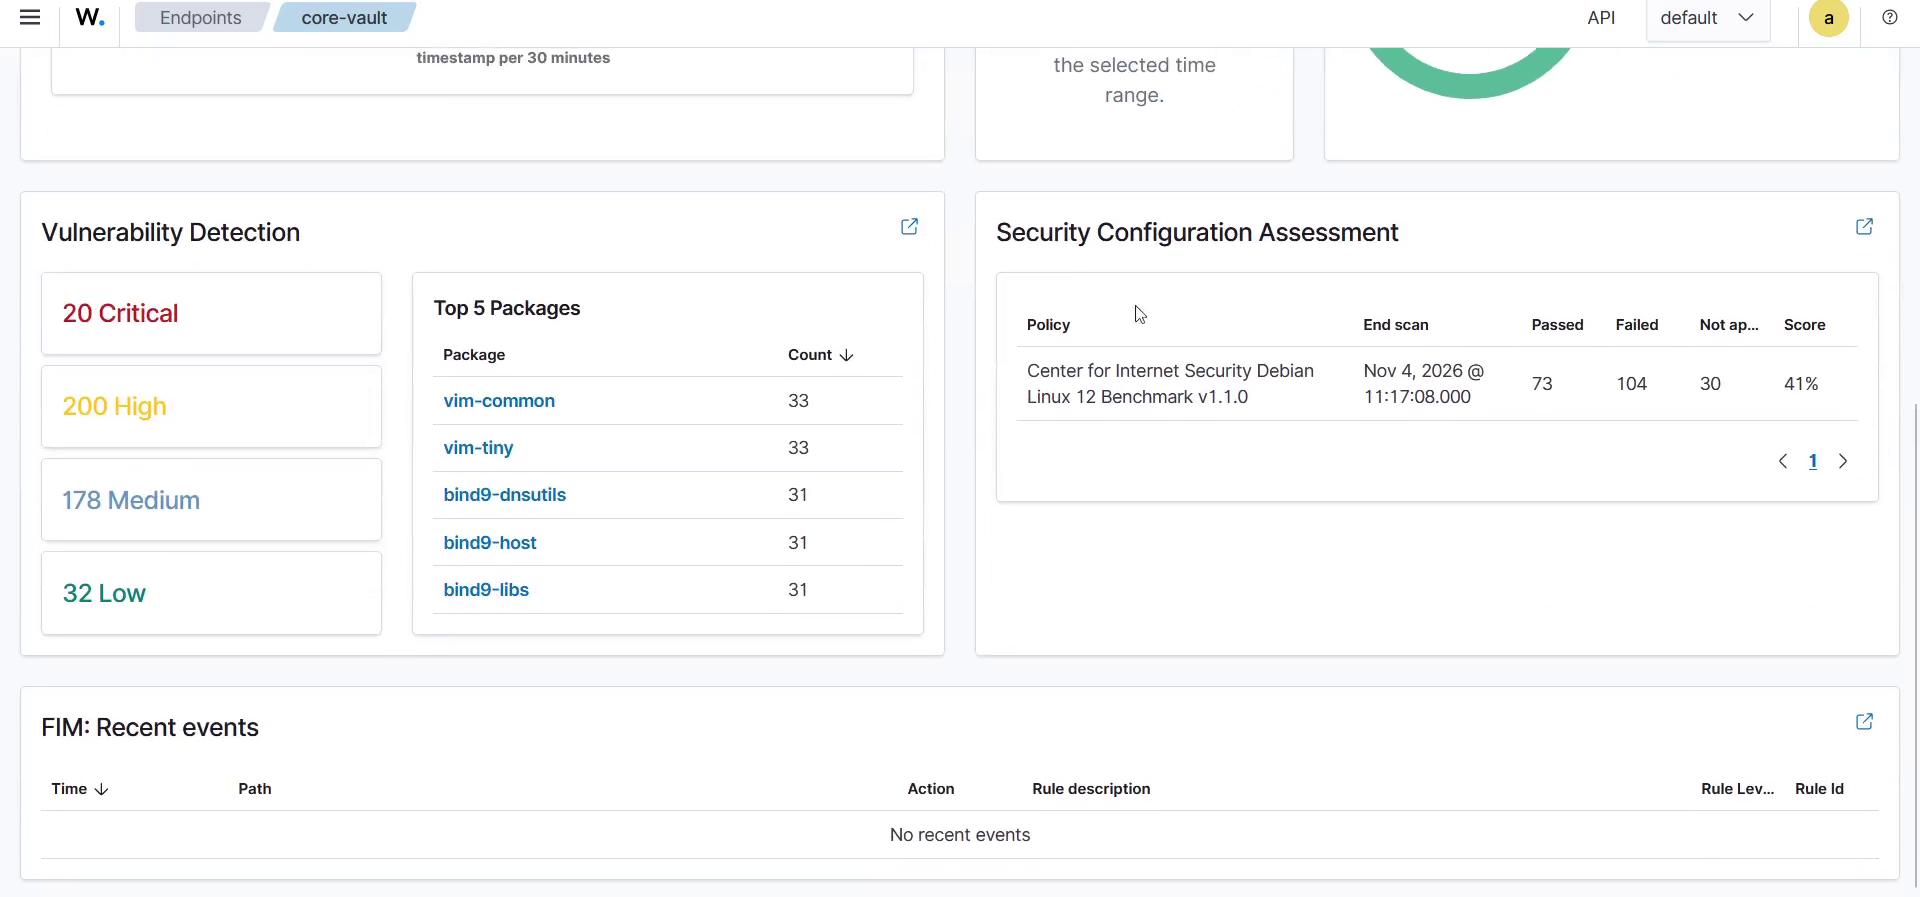 W.
Endpoints
core-vault
API
default
a
timestamp per 30 minutes
the selected time
range.
Vulnerability Detection
20 Critical
200 High
178 Medium
32 Low
Top 5 Packages
Package Count
vim-common 33
vim-tiny 33
bind9-dnsutils 31
bind9-host 31
bind9-libs 31
Security Configuration Assessment
Policy End scan Passed Failed Not ap... Score
Center for Internet Security Debian
Linux 12 Benchmark v1.1.0
Nov 4, 2026 @
11:17:08.000
73 104 30 41%
1
FIM: Recent events
Time Path Action Rule description Rule Lev... Rule Id
No recent events